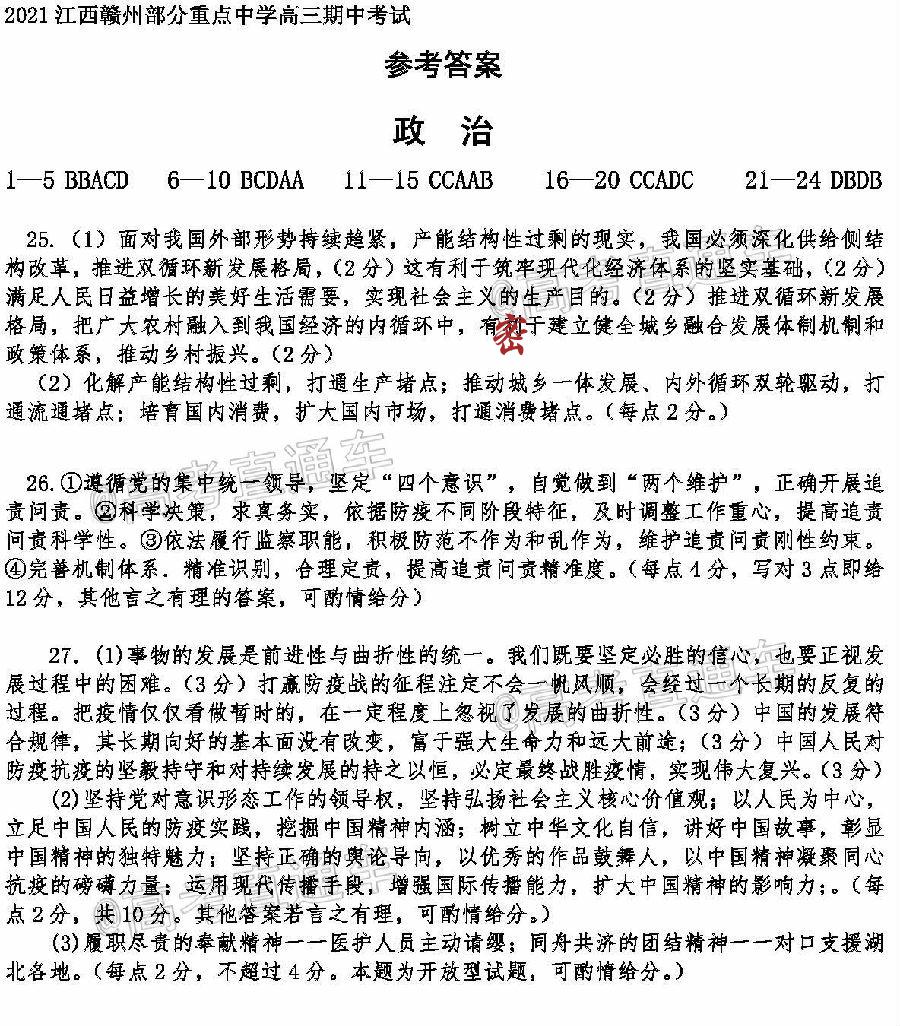 2021江西赣州部分重点中学高三期中考试
参考答案
政 治
1—5 BBACD 6—10 BCDAA 11—15 CCAAB 16—20 CCADC 21—24 DBDB
25.（1）面对我国外部形势持续趋紧，产能结构性过剩的现实，我国必须深化供给侧结
构改革，推进双循环新发展格局，（2分）这有利于筑牢现代化经济体系的坚实基础，（2分）
满足人民日益增长的美好生活需要，实现社会主义的生产目的。（2分）推进双循环新发展
格局，把广大农村融入到我国经济的内循环中，有利于建立健全城乡融合发展体制机制和
政策体系，推动乡村振兴。（2分）
（2）化解产能结构性过剩，打通生产堵点；推动城乡一体发展、内外循环双轮驱动，打
通流通堵点；培育国内消费，扩大国内市场，打通消费堵点。（每点2分。）
26.①遵循党的集中统一领导，坚定“四个意识”，自觉做到“两个维护”，正确开展追
责问责。②科学决策，求真务实，依据防疫不同阶段特征，及时调整工作重心，提高追责
问责科学性。③依法履行监察职能，积极防范不作为和乱作为，维护追责问责刚性约束。
④完善机制体系．精准识别，合理定责，提高追责问责精准度。（每点4分，写对3点即给
12分，其他言之有理的答案，可酌情给分）
27．(1)事物的发展是前进性与曲折性的统一。我们既要坚定必胜的信心，也要正视发
展过程中的困难。（3分）打赢防疫战的征程注定不会一帆风顺，会经过一个长期的反复的
过程。把疫情仅仅看做暂时的，在一定程度上忽视了发展的曲折性。（3分）中国的发展符
合规律，其长期向好的基本面没有改变，富于强大生命力和远大前途；（3分）中国人民对
防疫抗疫的坚毅持守和对持续发展的持之以恒，必定最终战胜疫情，实现伟大复兴。（3分）
(2)坚持党对意识形态工作的领导权，坚持弘扬社会主义核心价值观；以人民为中心，
立足中国人民的防疫实践，挖掘中国精神内涵；树立中华文化自信，讲好中国故事，彰显
中国精神的独特魅力；坚持正确的舆论导向，以优秀的作品鼓舞人，以中国精神凝聚同心
抗疫的磅礴力量；运用现代传播手段，增强国际传播能力，扩大中国精神的影响力；。（每
点2分，共10分。其他答案若言之有理，可酌情给分。）
(3)履职尽责的奉献精神一一医护人员主动请缨；同舟共济的团结精神一一对口支援湖
北各地。（每点2分，不超过4分。本题为开放型试题，可酌情给分。）
密
@高考直通车
@高考直通车
@高考直通车
@高考直通车